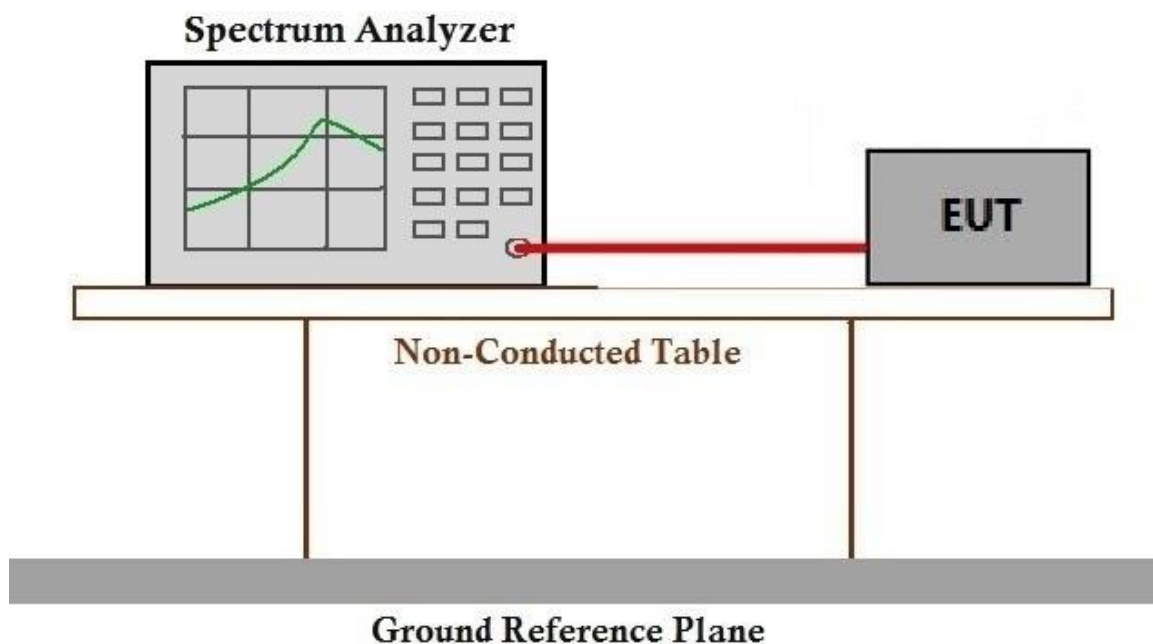 Spectrum Analyzer
EUT
Non-Conducted Table
Ground Reference Plane